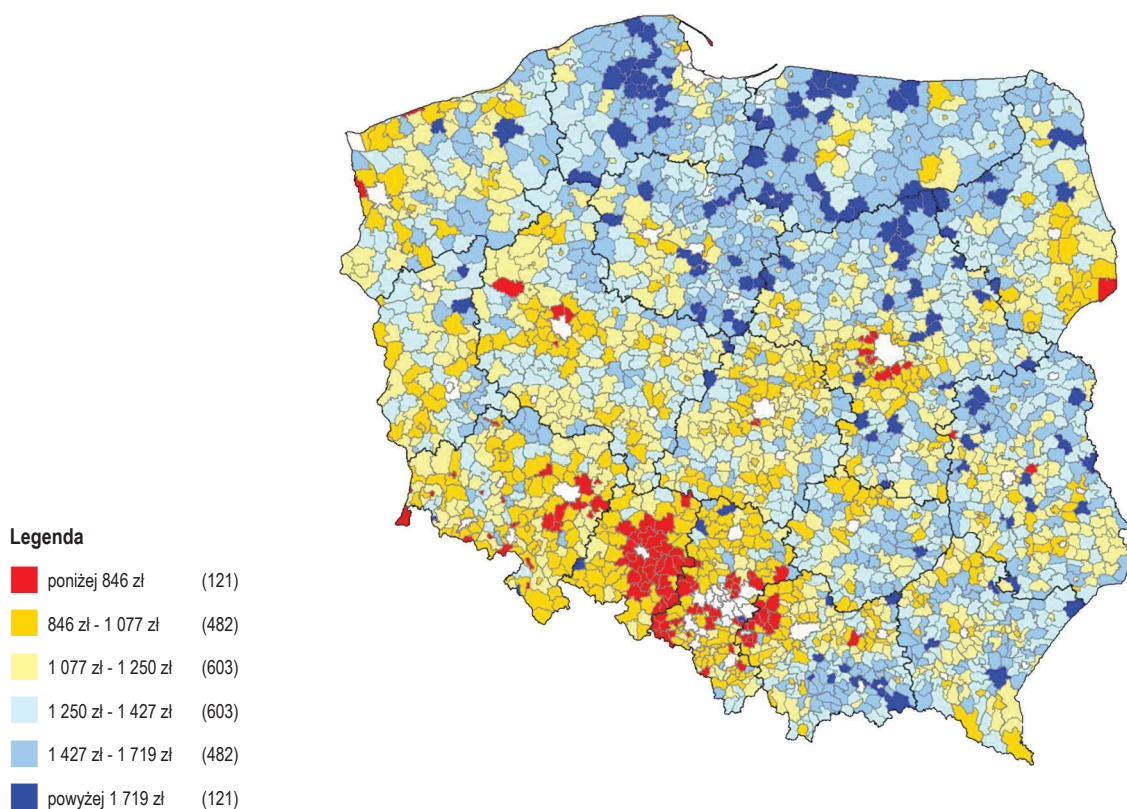 Legenda
poniżej 846 zł (121)
846 zł - 1 077 zł (482)
1 077 zł - 1 250 zł (603)
1 250 zł - 1 427 zł (603)
1 427 zł - 1 719 zł (482)
powyżej 1 719 zł (121)